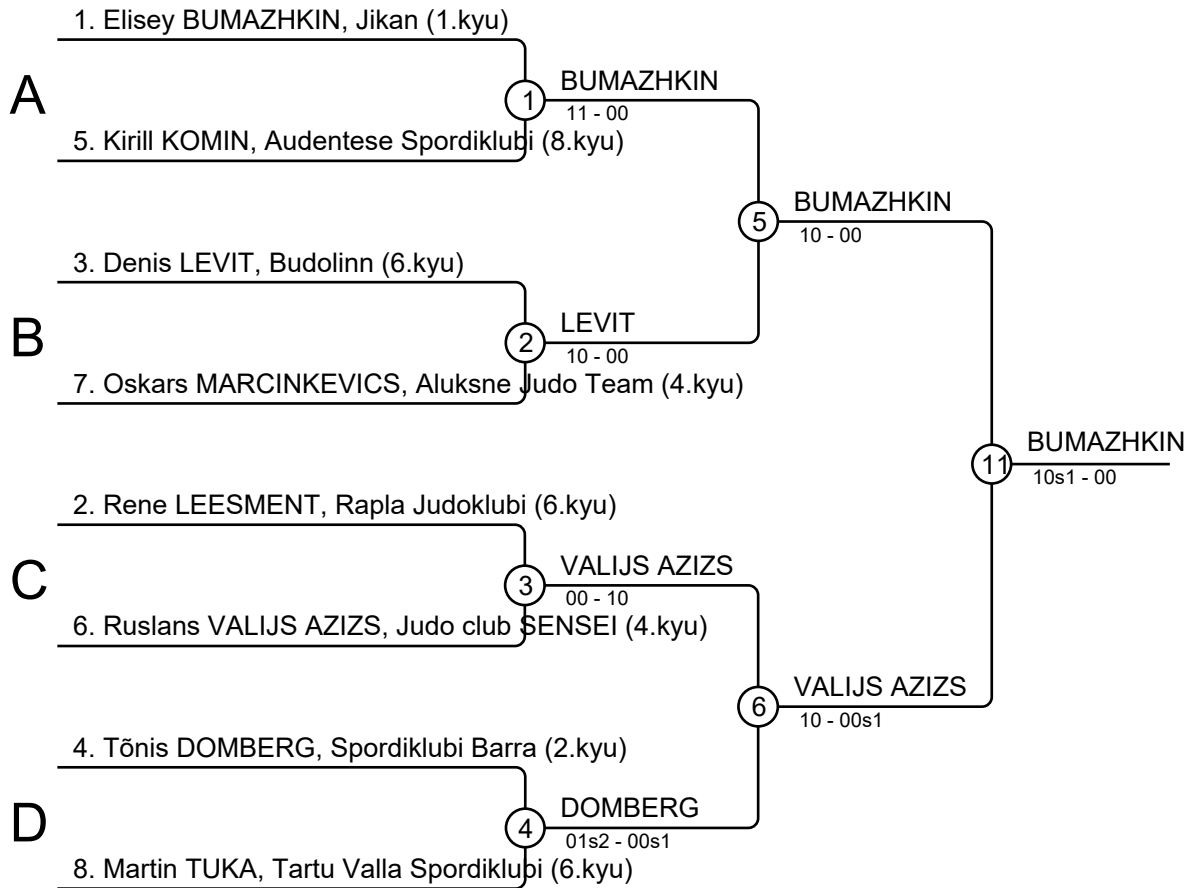 1. Elisey BUMAZHKIN, Jikan (1.kyu)
A
1
BUMAZHKIN
11 - 00
5. Kirill KOMIN, Audentese Spordiklubi (8.kyu)
5
BUMAZHKIN
10 - 00
3. Denis LEVIT, Budolinn (6.kyu)
B
2
LEVIT
10 - 00
7. Oskars MARCINKEVICS, Aluksne Judo Team (4.kyu)
11
BUMAZHKIN
10s1 - 00
2. Rene LEESMENT, Rapla Judoklubi (6.kyu)
C
3
VALIJS AZIZS
00 - 10
6. Ruslans VALIJS AZIZS, Judo club SENSEI (4.kyu)
6
VALIJS AZIZS
10 - 00s1
4. Tõnis DOMBERG, Spordiklubi Barra (2.kyu)
D
4
DOMBERG
01s2 - 00s1
8. Martin TUKA, Tartu Valla Spordiklubi (6.kyu)